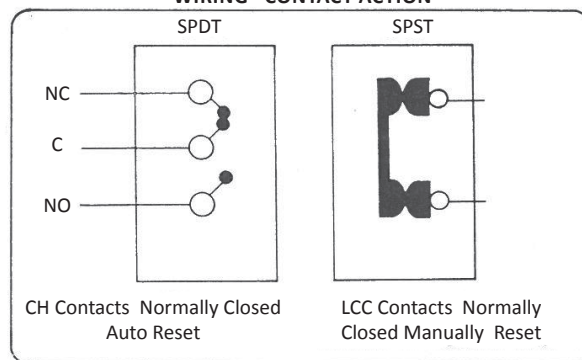 WIRING - CONTACT ACTION
SPDT
SPST
NC
C
NO
CH Contacts Normally Closed
Auto Reset
LCC Contacts Normally
Closed Manually Reset